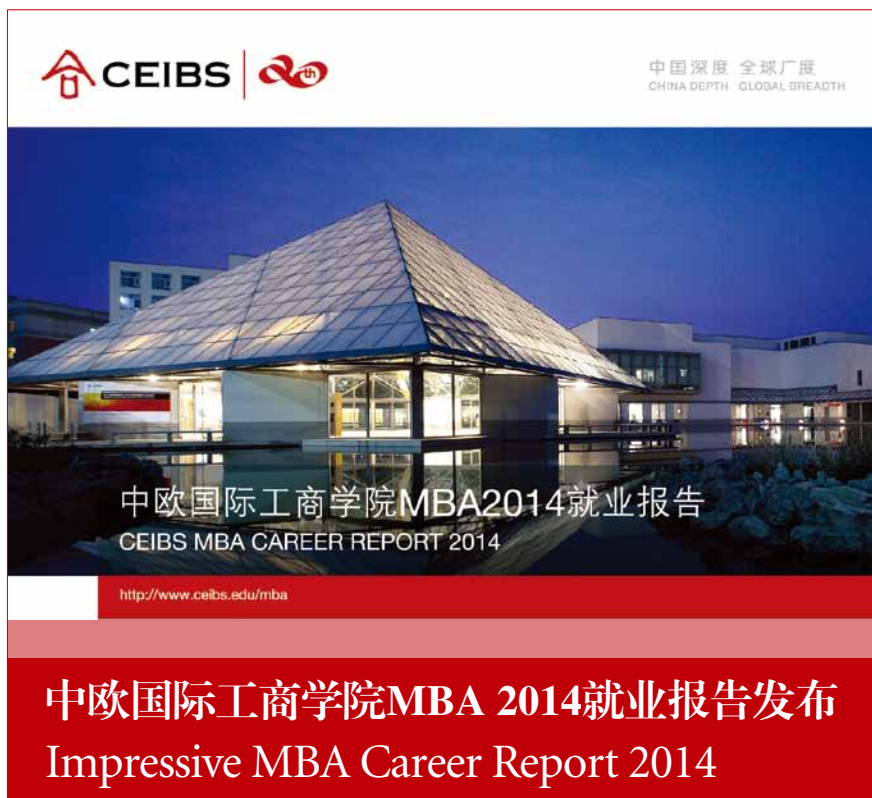 CEIBS 20th
中国深度 全球广度
CHINA DEPTH GLOBAL BREADTH
中欧国际工商学院MBA2014就业报告
CEIBS MBA CAREER REPORT 2014
http://www.ceibs.edu/mba
中欧国际工商学院MBA 2014就业报告发布
Impressive MBA Career Report 2014